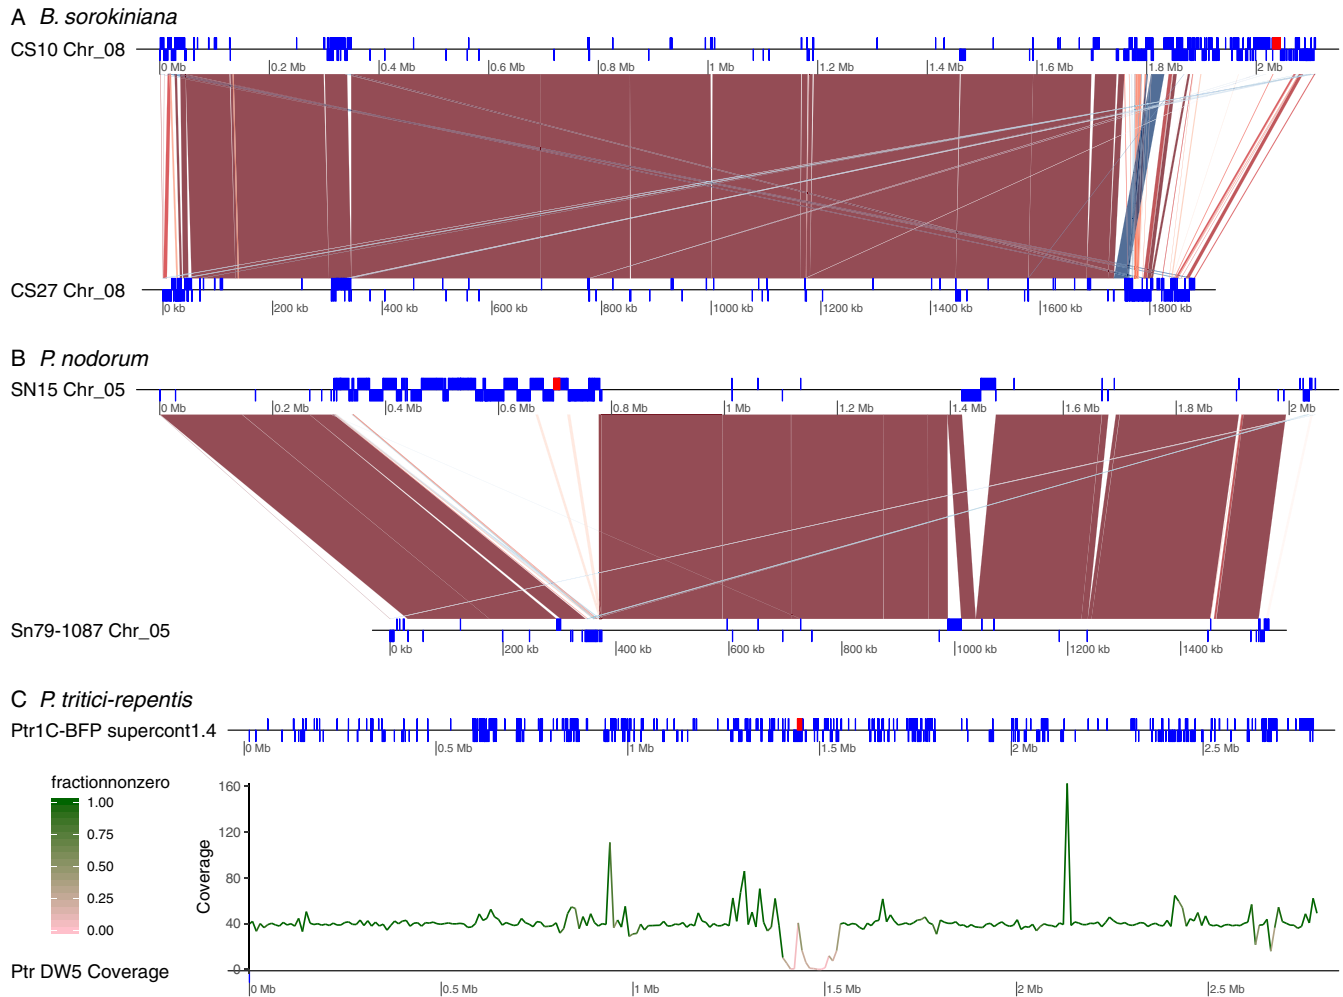 A B. sorokiniana
CS10 Chr_08
0 Mb 0.2 Mb 0.4 Mb 0.6 Mb 0.8 Mb 1 Mb 1.2 Mb 1.4 Mb 1.6 Mb 1.8 Mb 2 Mb
CS27 Chr_08
0 kb 200 kb 400 kb 600 kb 800 kb 1000 kb 1200 kb 1400 kb 1600 kb 1800 kb
B P. nodorum
SN15 Chr_05
0 Mb 0.2 Mb 0.4 Mb 0.6 Mb 0.8 Mb 1 Mb 1.2 Mb 1.4 Mb 1.6 Mb 1.8 Mb 2 Mb
Sn79-1087 Chr_05
0 kb 200 kb 400 kb 600 kb 800 kb 1000 kb 1200 kb 1400 kb
C P. tritici-repentis
Ptr1C-BFP supercont1.4
0 Mb 0.5 Mb 1 Mb 1.5 Mb 2 Mb 2.5 Mb
fractionnonzero
1.00
0.75
0.50
0.25
0.00
Coverage
160
120
80
40
0
Ptr DW5 Coverage
0 Mb 0.5 Mb 1 Mb 1.5 Mb 2 Mb 2.5 Mb